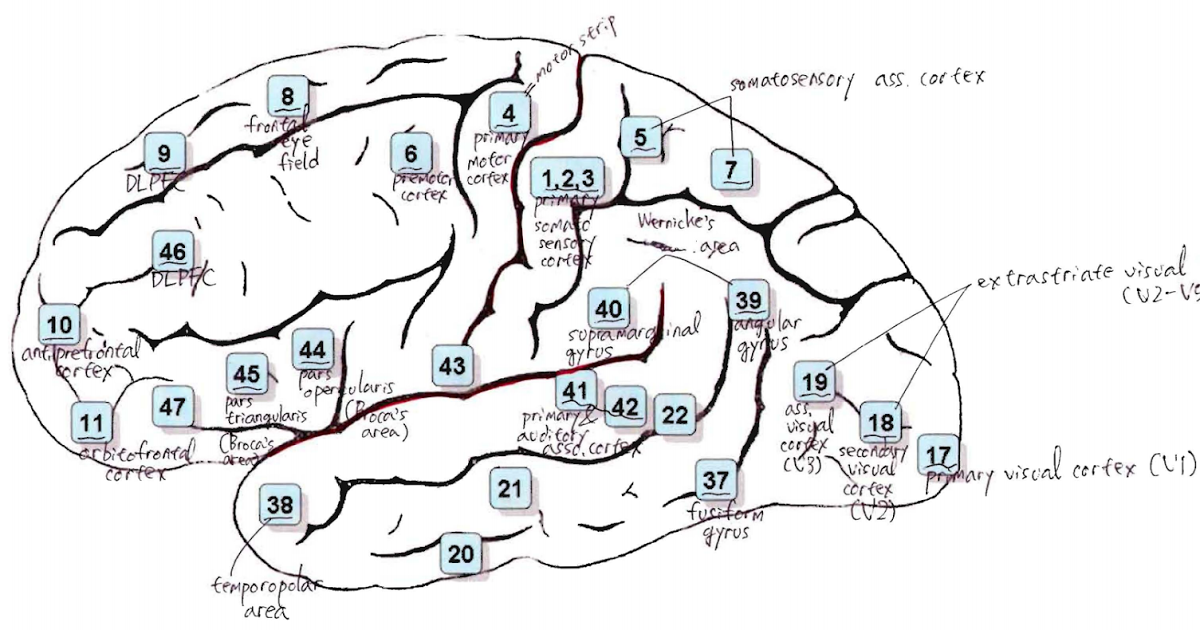 motor strip
8
frontal
eye
field
4
primary
motor
cortex
somatosensory ass. cortex
5
7
9
DLPFC
6
premotor
cortex
1,2,3
primary
somato
sensory
cortex
Wernicke's
area
46
DLPFC
extrastriate visual
(V2-V5
10
prefrontal
cortex
40
supramarginal
gyrus
39
angular
gyrus
44
pars
opercularis
(Broca's
area)
45
pars
triangularis
(Broca's
area)
43
47
11
orbitofrontal
cortex
41
42
primary &
auditory
asso. cortex
22
19
ass.
visual
cortex
(V3)
18
secondary
visual
cortex
(V2)
17
primary visual cortex (V1)
38
temporopolar
area
21
20
37
fusiform
gyrus